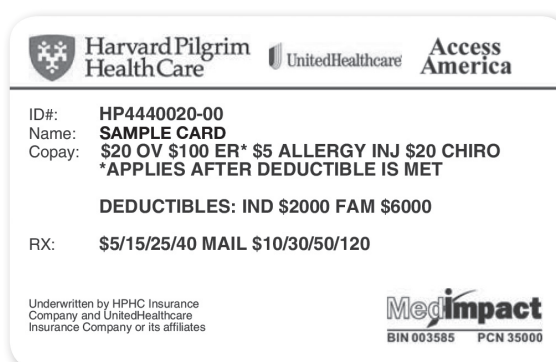 Harvard Pilgrim
HealthCare
UnitedHealthcare
Access
America
ID#: HP4440020-00
Name: SAMPLE CARD
Copay: $20 OV $100 ER* $5 ALLERGY INJ $20 CHIRO
*APPLIES AFTER DEDUCTIBLE IS MET
DEDUCTIBLES: IND $2000 FAM $6000
RX: $5/15/25/40 MAIL $10/30/50/120
Underwritten by HPHC Insurance
Company and UnitedHealthcare
Insurance Company or its affiliates
Medimpact
BIN 003585 PCN 35000